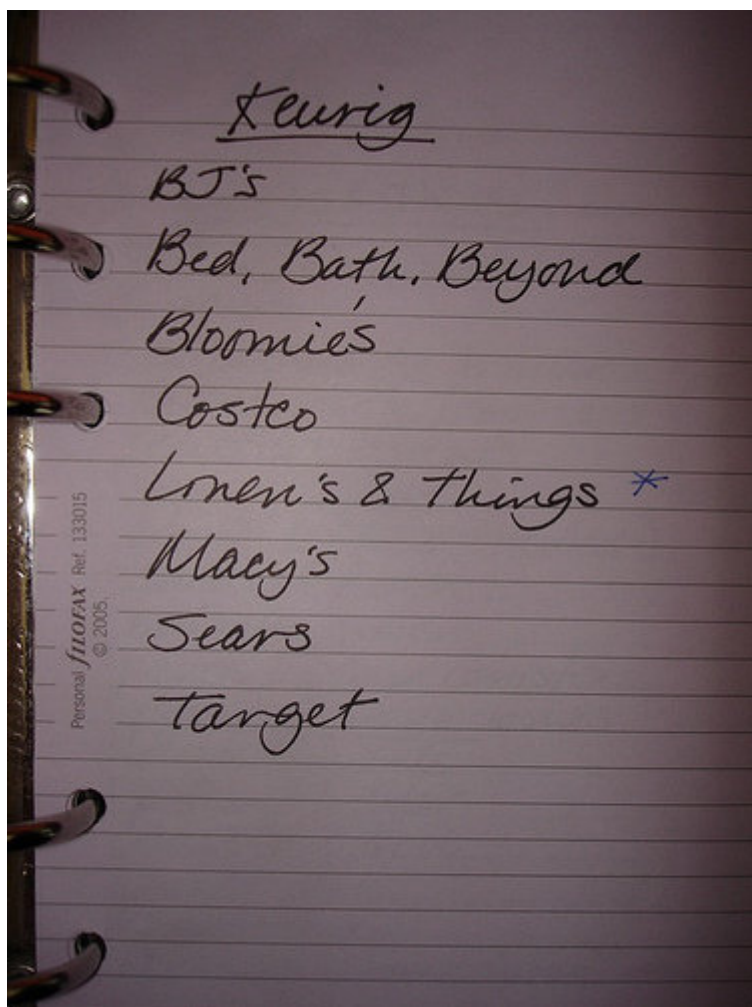 Keurig
BJ's
Bed, Bath, Beyond
Bloomie's
Costco
Linen's & Things *
Macy's
Sears
Target
Personal FILOFAX Ref. 133015
© 2005.